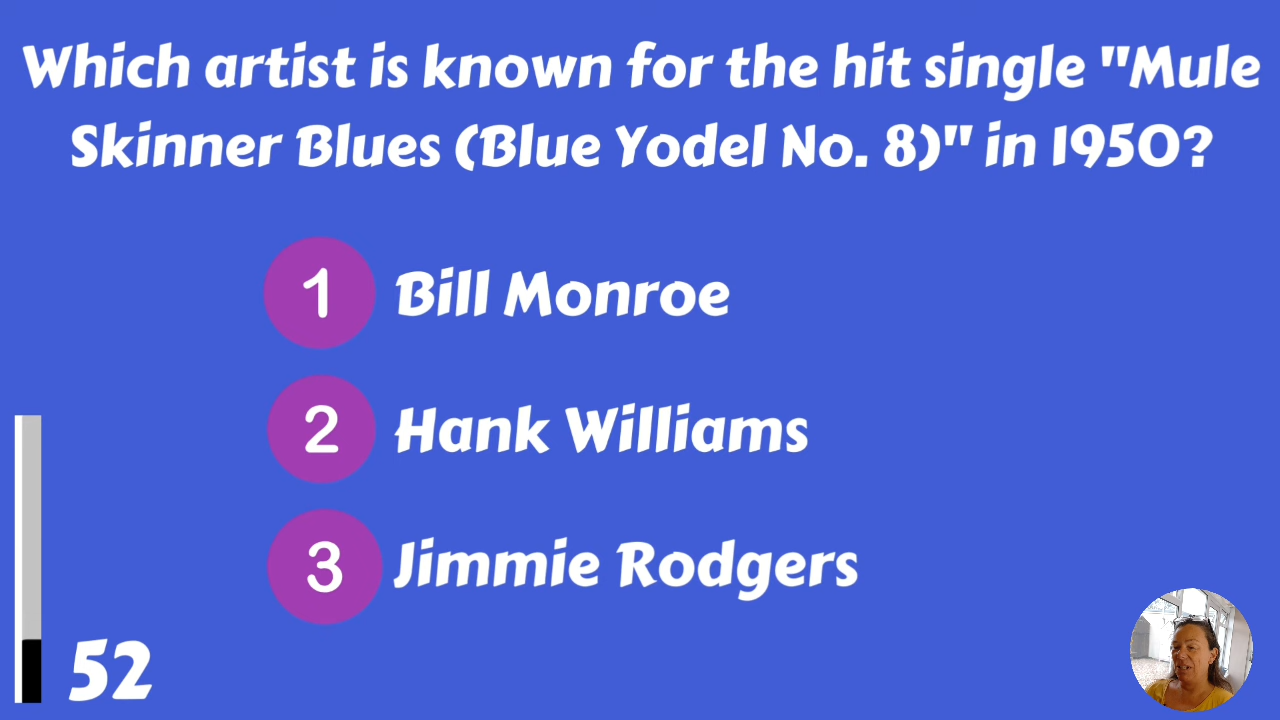 Which artist is known for the hit single "Mule
Skinner Blues (Blue Yodel No. 8)" in 1950?
1 Bill Monroe
2 Hank Williams
3 Jimmie Rodgers
52